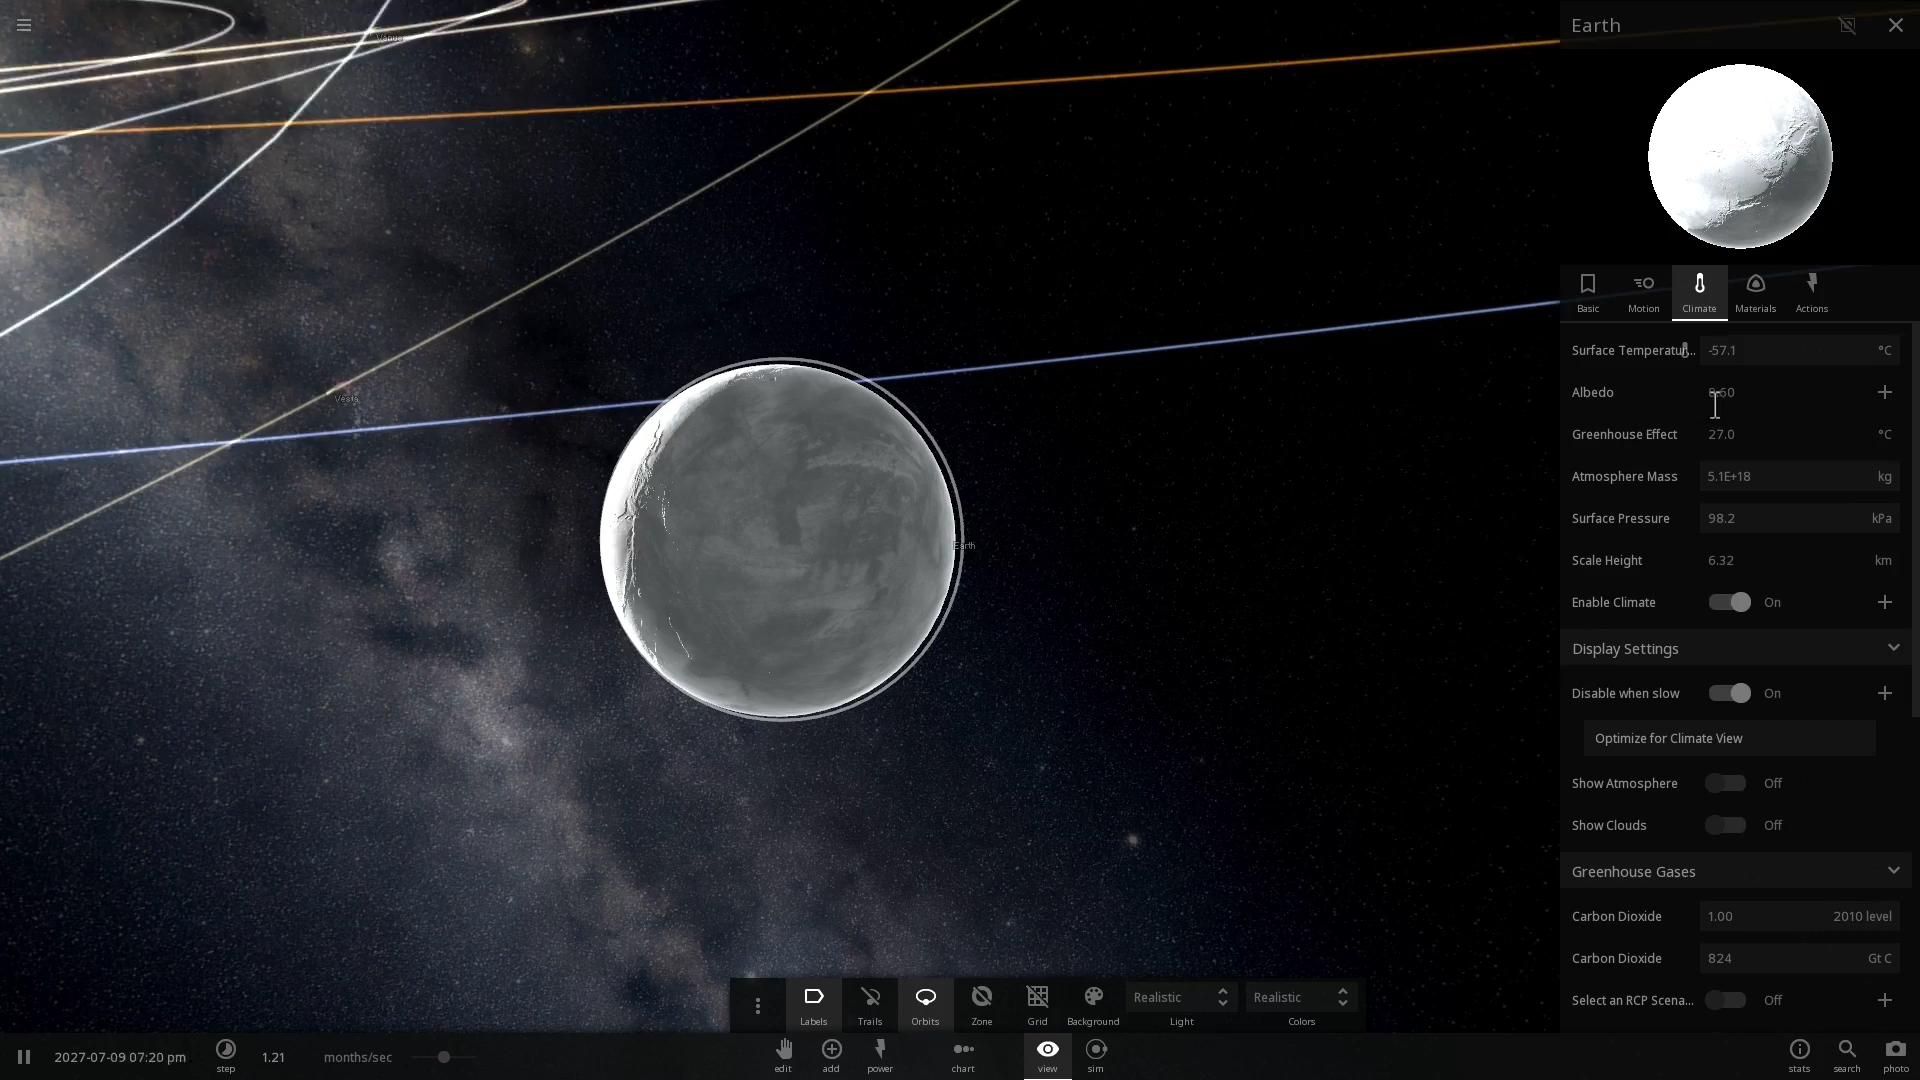 Earth
Venus
Vesta
Earth
Basic
Motion
Climate
Materials
Actions
Surface Temperatur... -57.1 °C
Albedo 0.60
Greenhouse Effect 27.0 °C
Atmosphere Mass 5.1E+18 kg
Surface Pressure 98.2 kPa
Scale Height 6.32 km
Enable Climate On
Display Settings
Disable when slow On
Optimize for Climate View
Show Atmosphere Off
Show Clouds Off
Greenhouse Gases
Carbon Dioxide 1.00 2010 level
Carbon Dioxide 824 Gt C
Select an RCP Scena... Off
Realistic
Realistic
Labels
Trails
Orbits
Zone
Grid
Background
Light
Colors
2027-07-09 07:20 pm
step
1.21 months/sec
edit
add
power
chart
view
sim
stats
search
photo